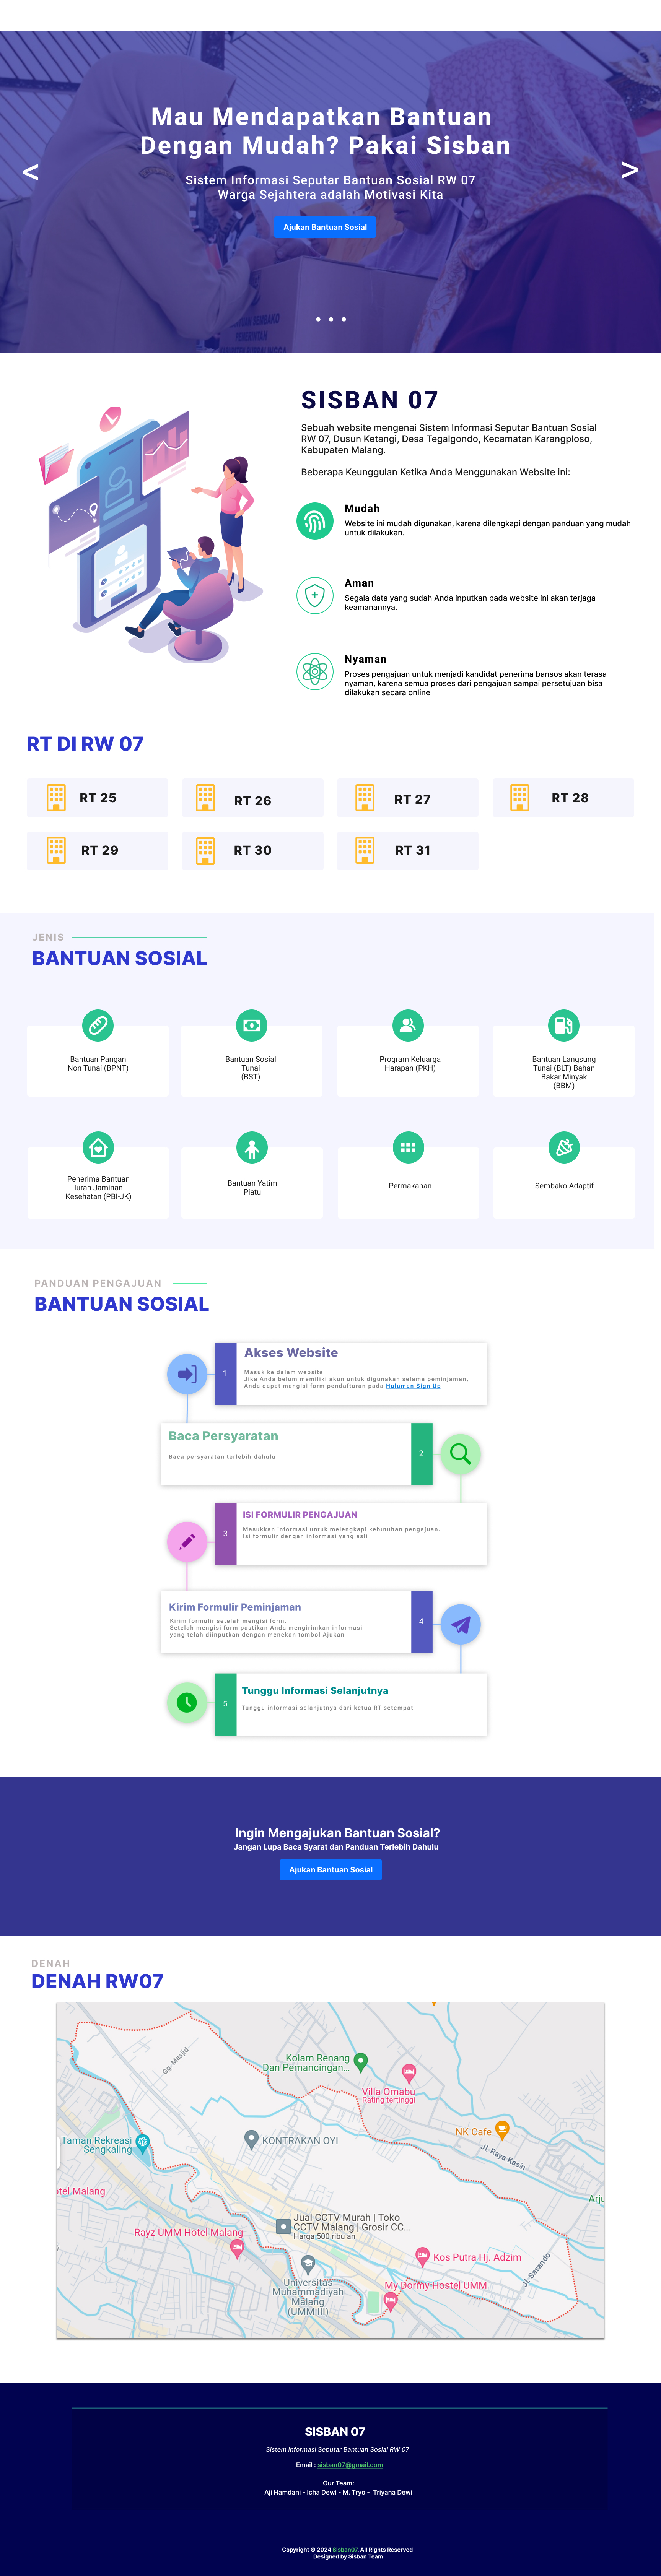 Mau Mendapatkan Bantuan
Dengan Mudah? Pakai Sisban
<
>
Sistem Informasi Seputar Bantuan Sosial RW 07
Warga Sejahtera adalah Motivasi Kita
Ajukan Bantuan Sosial
SISBAN 07
Sebuah website mengenai Sistem Informasi Seputar Bantuan Sosial
RW 07, Dusun Ketangi, Desa Tegalgondo, Kecamatan Karangploso,
Kabupaten Malang.
Beberapa Keunggulan Ketika Anda Menggunakan Website ini:
Mudah
Website ini mudah digunakan, karena dilengkapi dengan panduan yang mudah
untuk dilakukan.
Aman
Segala data yang sudah Anda inputkan pada website ini akan terjaga
keamanannya.
Nyaman
Proses pengajuan untuk menjadi kandidat penerima bansos akan terasa
nyaman, karena semua proses dari pengajuan sampai persetujuan bisa
dilakukan secara online
RT DI RW 07
RT 25
RT 26
RT 27
RT 28
RT 29
RT 30
RT 31
JENIS
BANTUAN SOSIAL
Bantuan Pangan
Non Tunai (BPNT)
Bantuan Sosial
Tunai
(BST)
Program Keluarga
Harapan (PKH)
Bantuan Langsung
Tunai (BLT) Bahan
Bakar Minyak
(BBM)
Penerima Bantuan
Iuran Jaminan
Kesehatan (PBI-JK)
Bantuan Yatim
Piatu
Permakanan
Sembako Adaptif
PANDUAN PENGAJUAN
BANTUAN SOSIAL
1
Akses Website
Masuk ke dalam website
Jika Anda belum memiliki akun untuk digunakan selama peminjaman,
Anda dapat mengisi form pendaftaran pada Halaman Sign Up
Baca Persyaratan
Baca persyaratan terlebih dahulu
2
3
ISI FORMULIR PENGAJUAN
Masukkan informasi untuk melengkapi kebutuhan pengajuan.
Isi formulir dengan informasi yang asli
Kirim Formulir Peminjaman
Kirim formulir setelah mengisi form.
Setelah mengisi form pastikan Anda mengirimkan informasi
yang telah diinputkan dengan menekan tombol Ajukan
4
5
Tunggu Informasi Selanjutnya
Tunggu informasi selanjutnya dari ketua RT setempat
Ingin Mengajukan Bantuan Sosial?
Jangan Lupa Baca Syarat dan Panduan Terlebih Dahulu
Ajukan Bantuan Sosial
DENAH
DENAH RW07
Gg. Masjid
Kolam Renang
Dan Pemancingan...
Villa Omabu
Rating tertinggi
NK Cafe
Taman Rekreasi
Sengkaling
KONTRAKAN OYI
Jl. Raya Kasin
otel Malang
Arju
Jual CCTV Murah | Toko
CCTV Malang | Grosir CC...
Harga 500 ribu an
Rayz UMM Hotel Malang
Kos Putra Hj. Adzim
Jl. Sasando
Universitas
Muhammadiyah
Malang
(UMM III)
My Dormy Hostel UMM
SISBAN 07
Sistem Informasi Seputar Bantuan Sosial RW 07
Email : sisban07@gmail.com
Our Team:
Aji Hamdani - Icha Dewi - M. Tryo - Triyana Dewi
Copyright © 2024 Sisban07. All Rights Reserved
Designed by Sisban Team